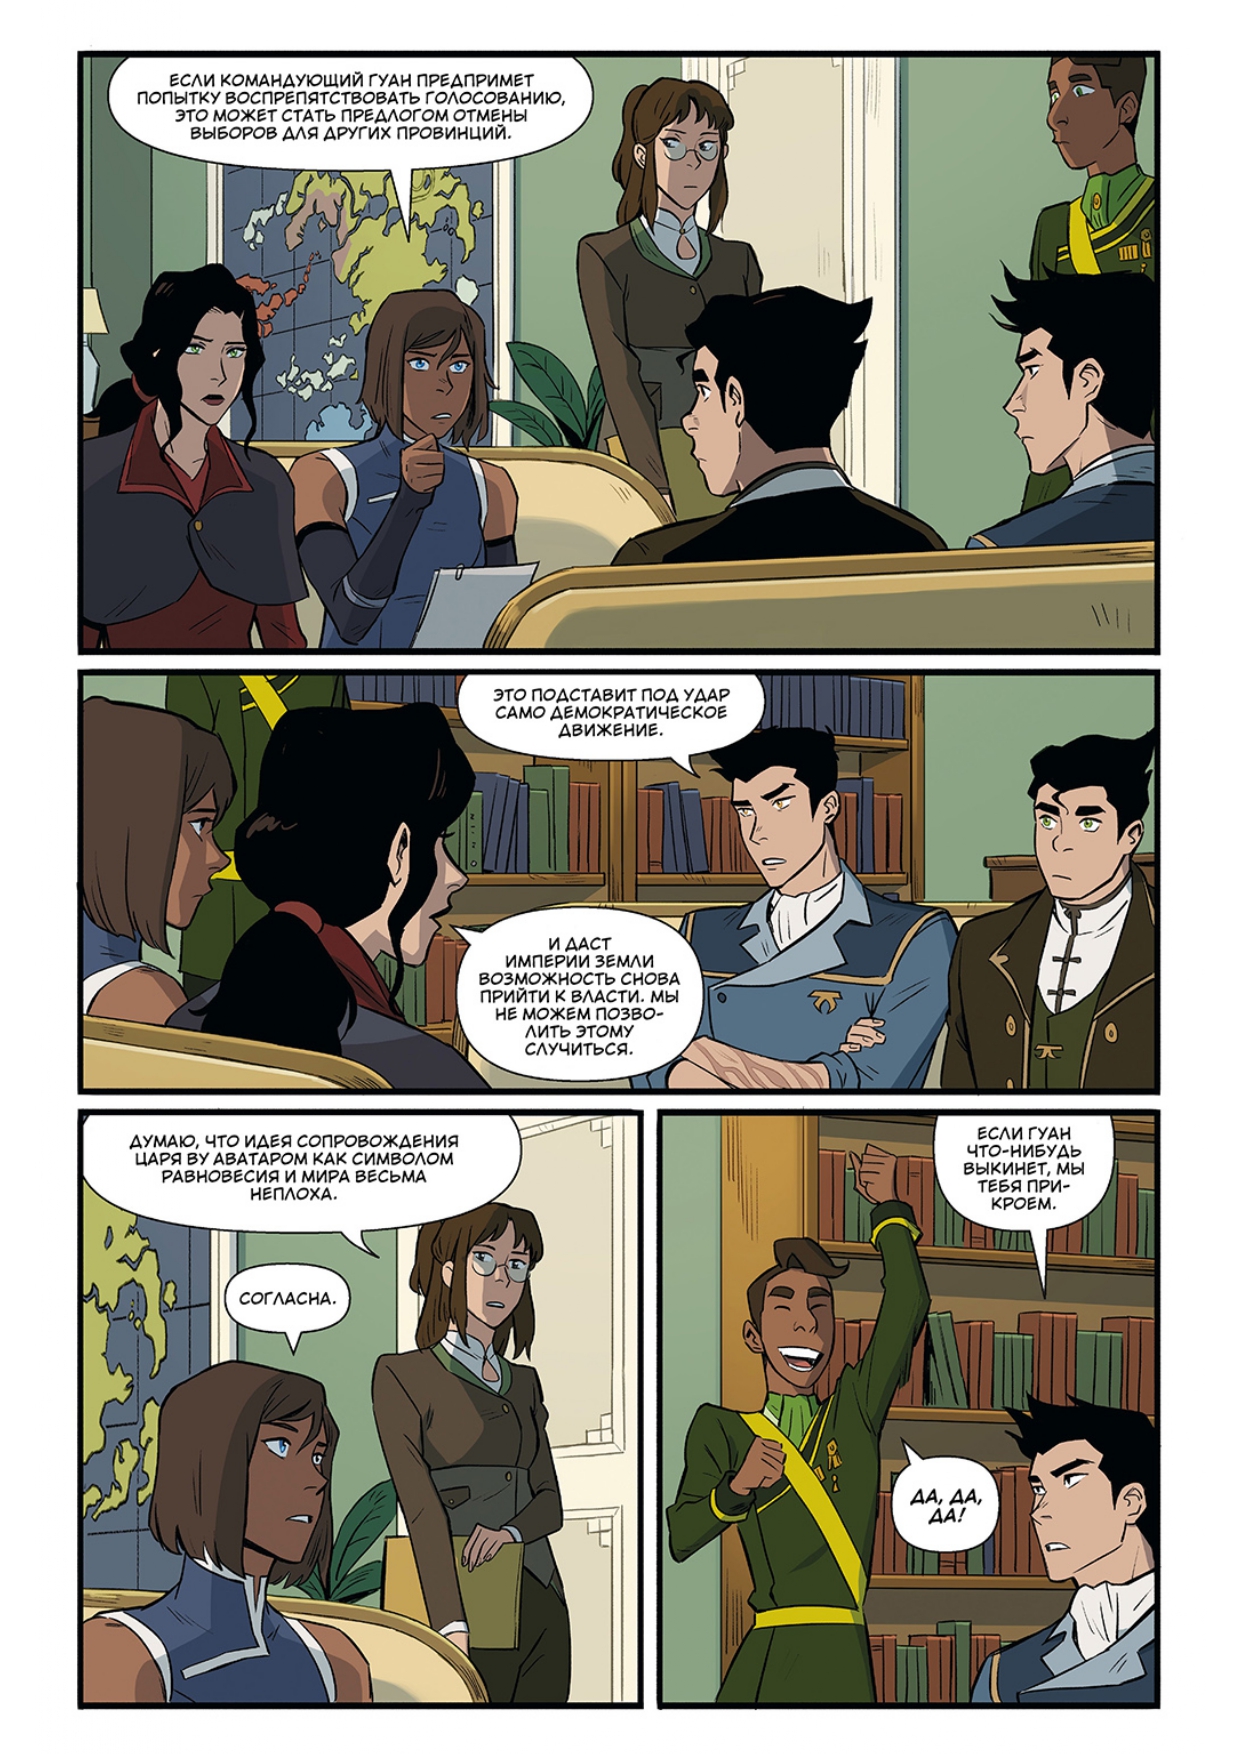 ЕСЛИ КОМАНДУЮЩИЙ ГУАН ПРЕДПРИМЕТ
ПОПЫТКУ ВОСПРЕПЯТСТВОВАТЬ ГОЛОСОВАНИЮ,
ЭТО МОЖЕТ СТАТЬ ПРЕДЛОГОМ ОТМЕНЫ
ВЫБОРОВ ДЛЯ ДРУГИХ ПРОВИНЦИЙ.
ЭТО ПОДСТАВИТ ПОД УДАР
САМО ДЕМОКРАТИЧЕСКОЕ
ДВИЖЕНИЕ.
И ДАСТ
ИМПЕРИИ ЗЕМЛИ
ВОЗМОЖНОСТЬ СНОВА
ПРИЙТИ К ВЛАСТИ. МЫ
НЕ МОЖЕМ ПОЗВО-
ЛИТЬ ЭТОМУ
СЛУЧИТЬСЯ.
ДУМАЮ, ЧТО ИДЕЯ СОПРОВОЖДЕНИЯ
ЦАРЯ ВУ АВАТАРОМ КАК СИМВОЛОМ
РАВНОВЕСИЯ И МИРА ВЕСЬМА
НЕПЛОХА.
СОГЛАСНА.
ЕСЛИ ГУАН
ЧТО-НИБУДЬ
ВЫКИНЕТ, МЫ
ТЕБЯ ПРИ-
КРОЕМ.
ДА, ДА,
ДА!